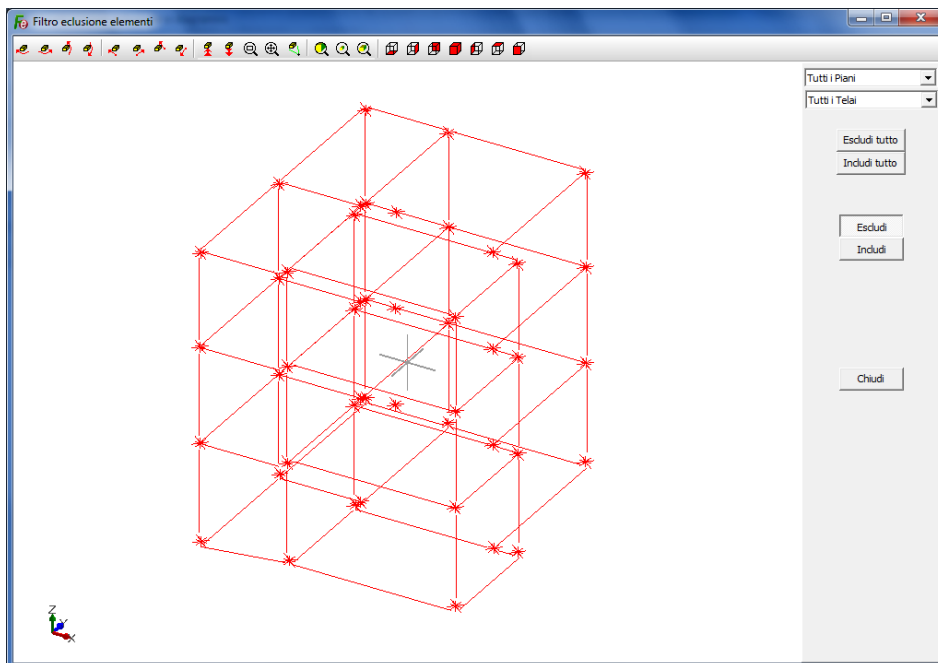 Filtro eclusione elementi
Tutti i Piani
Tutti i Telai
Escludi tutto
Includi tutto
Escludi
Includi
Chiudi
Z
Y
X